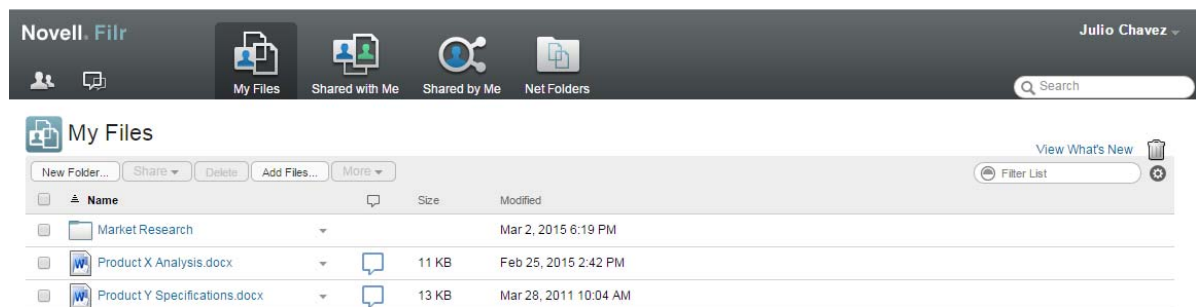 Novell. Filr
Julio Chavez
My Files Shared with Me Shared by Me Net Folders
Search
My Files
View What's New
New Folder... Share Delete Add Files... More
Filter List
Name Size Modified
Market Research Mar 2, 2015 6:19 PM
Product X Analysis.docx 11 KB Feb 25, 2015 2:42 PM
Product Y Specifications.docx 13 KB Mar 28, 2011 10:04 AM